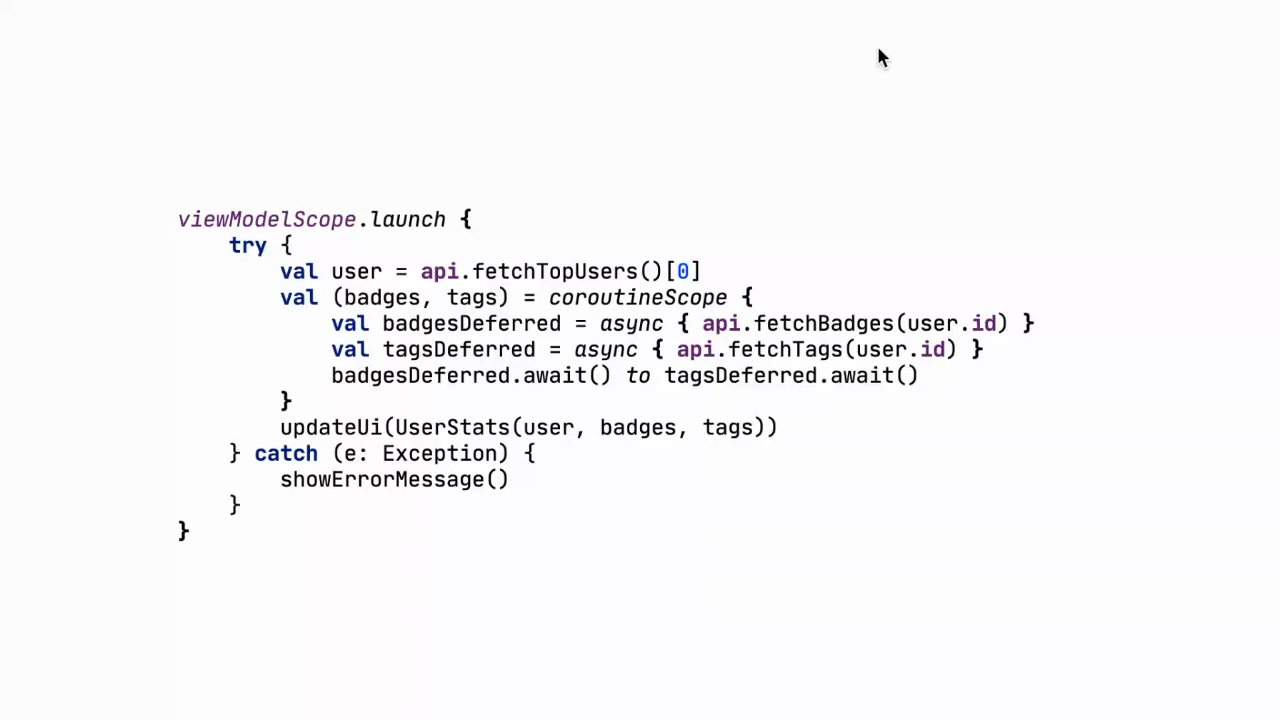 viewModelScope.launch {
    try {
        val user = api.fetchTopUsers()[0]
        val (badges, tags) = coroutineScope {
            val badgesDeferred = async { api.fetchBadges(user.id) }
            val tagsDeferred = async { api.fetchTags(user.id) }
            badgesDeferred.await() to tagsDeferred.await()
        }
        updateUi(UserStats(user, badges, tags))
    } catch (e: Exception) {
        showErrorMessage()
    }
}